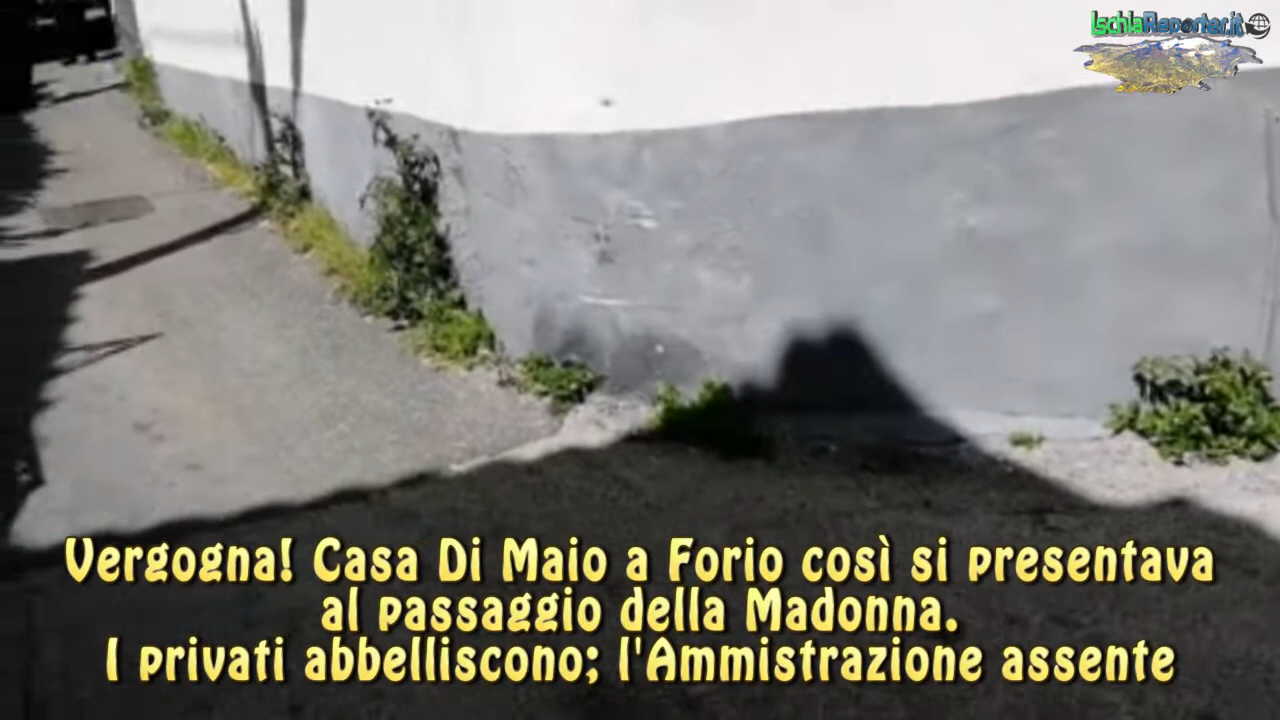 IschiaReporter.it
Vergogna! Casa Di Maio a Forio così si presentava
al passaggio della Madonna.
I privati abbelliscono; l'Ammistrazione assente